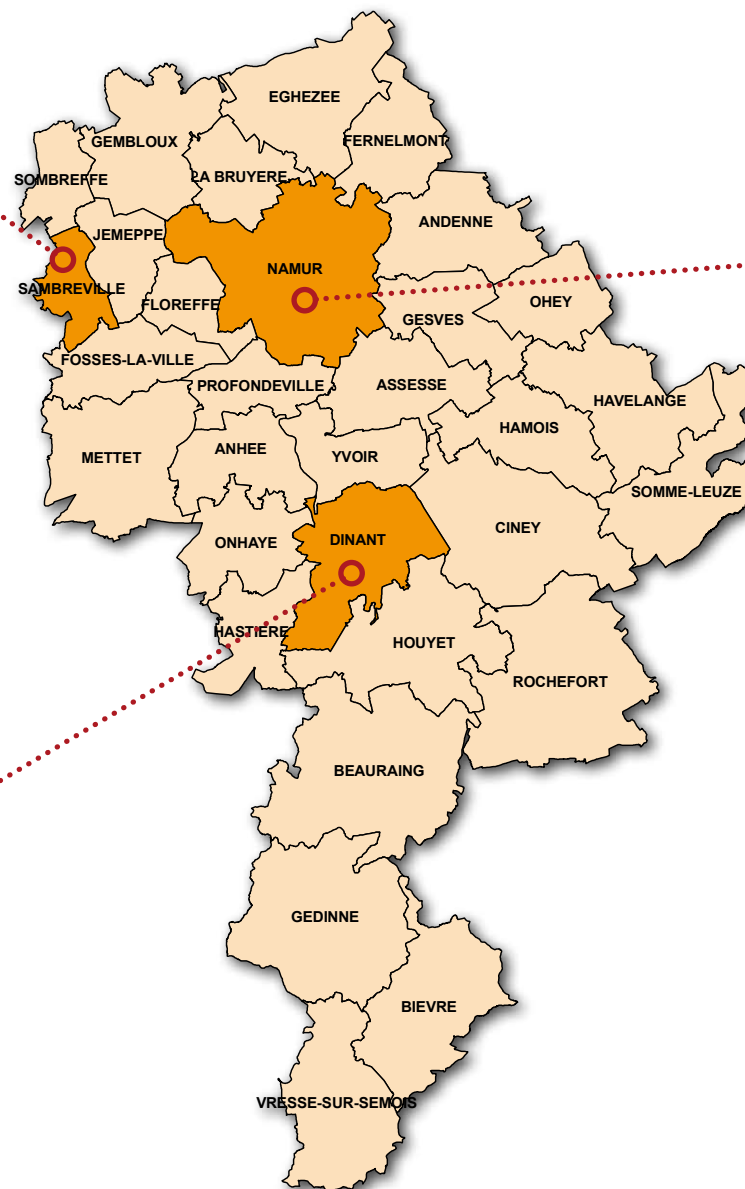 EGHEZEE
GEMBLOUX
FERNELMONT
LA BRUYERE
SOMBREFFE
ANDENNE
JEMEPPE
NAMUR
SAMBREVILLE
OHEY
FLOREFFE
GESVES
FOSSES-LA-VILLE
PROFONDEVILLE
ASSESSE
HAVELANGE
HAMOIS
ANHEE
YVOIR
METTET
SOMME-LEUZE
CINEY
DINANT
ONHAYE
HASTIERE
HOUYET
ROCHEFORT
BEAURAING
GEDINNE
BIEVRE
VRESSE-SUR-SEMOIS